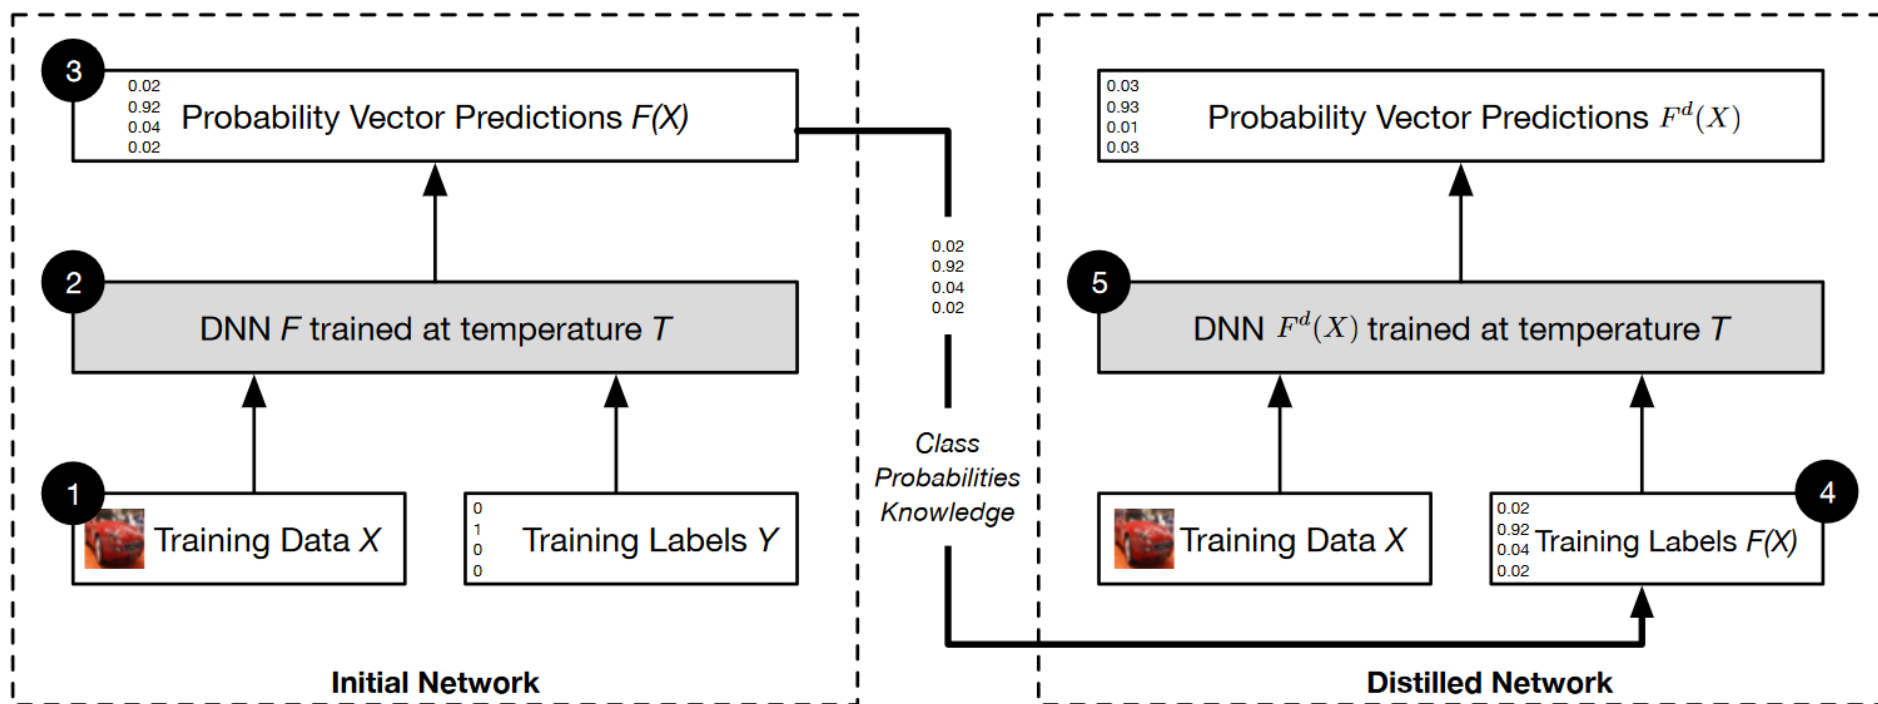 3
0.02
0.92
0.04
0.02
Probability Vector Predictions F(X)
2
DNN F trained at temperature T
1
Training Data X
0
1
0
0
Training Labels Y
Initial Network
0.02
0.92
0.04
0.02
Class
Probabilities
Knowledge
0.03
0.93
0.01
0.03
Probability Vector Predictions F^d(X)
5
DNN F^d(X) trained at temperature T
Training Data X
4
0.02
0.92
0.04
0.02
Training Labels F(X)
Distilled Network